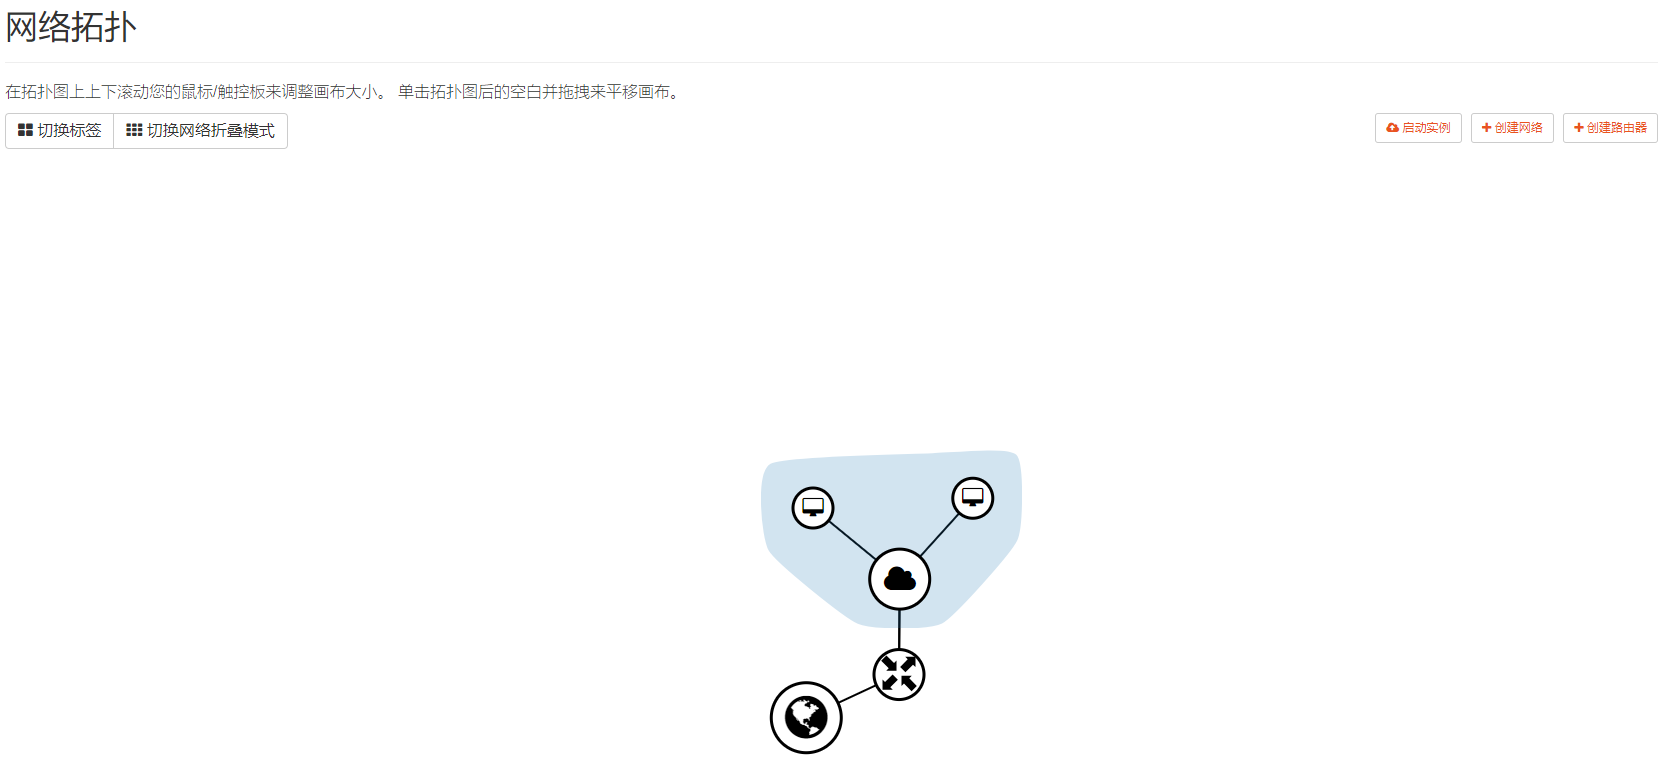 网络拓扑
在拓扑图上上下滚动您的鼠标/触控板来调整画布大小。 单击拓扑图后的空白并拖拽来平移画布。
切换标签 切换网络折叠模式 启动实例 创建网络 创建路由器